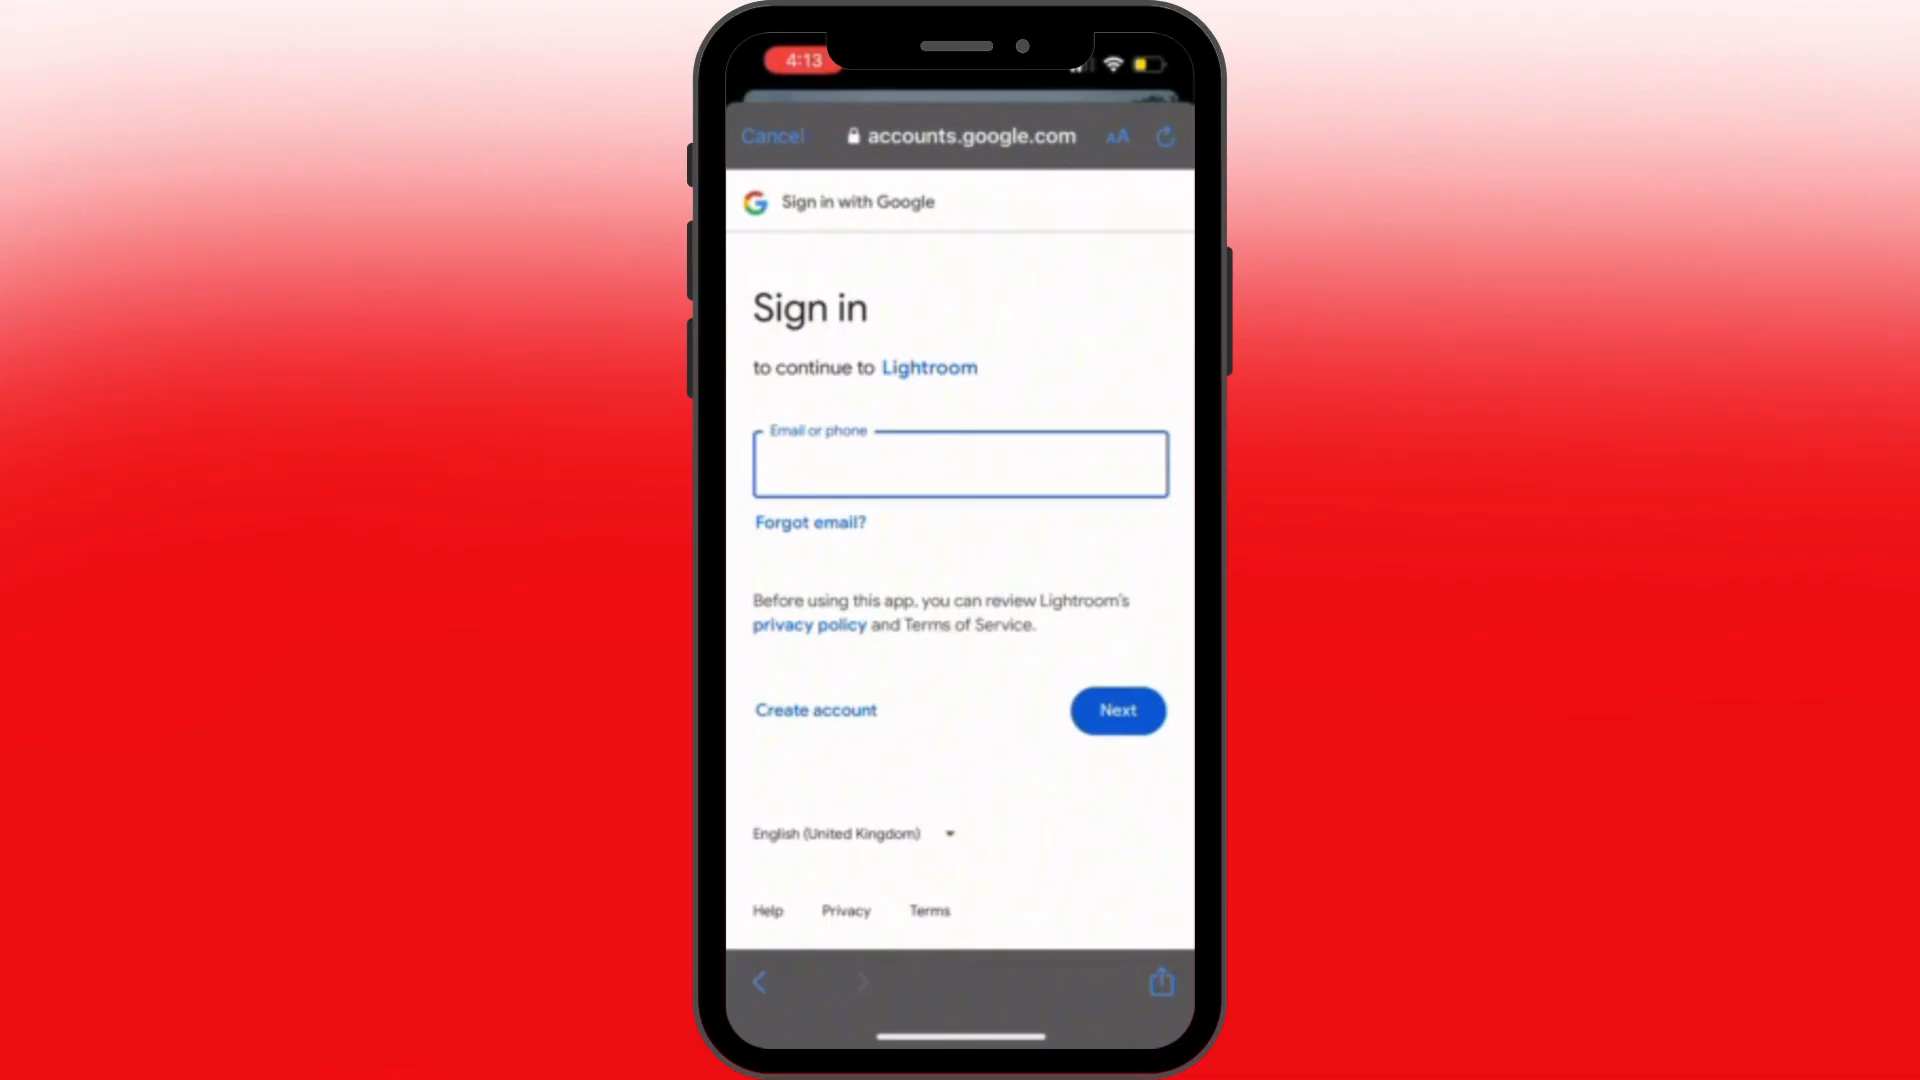 4:13
Cancel accounts.google.com AA
Sign in with Google
Sign in
to continue to Lightroom
Email or phone
Forgot email?
Before using this app, you can review Lightroom's
privacy policy and Terms of Service.
Create account Next
English (United Kingdom)
Help Privacy Terms